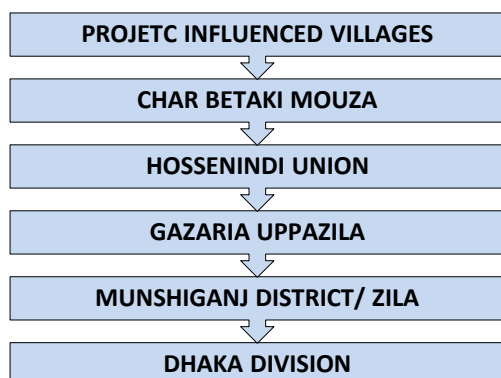 PROJETC INFLUENCED VILLAGES
CHAR BETAKI MOUZA
HOSSENINDI UNION
GAZARIA UPPAZILA
MUNSHIGANJ DISTRICT/ ZILA
DHAKA DIVISION